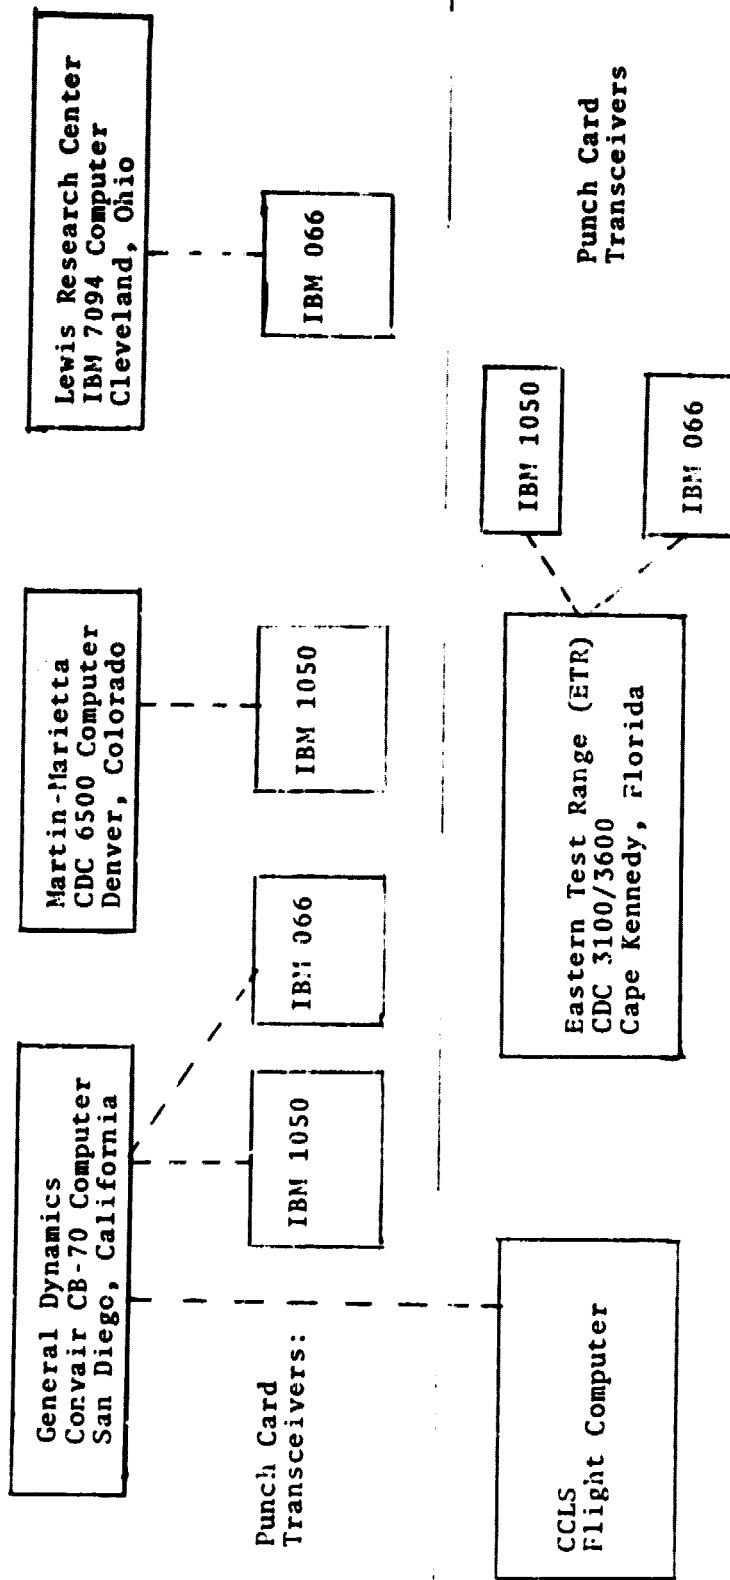 General Dynamics
Convair CB-70 Computer
San Diego, California
Martin-Marietta
CDC 6500 Computer
Denver, Colorado
Lewis Research Center
IBM 7094 Computer
Cleveland, Ohio
Punch Card
Transceivers:
IBM 1050
IBM 066
IBM 1050
IBM 066
CCLS
Flight Computer
Eastern Test Range (ETR)
CDC 3100/3600
Cape Kennedy, Florida
IBM 1050
IBM 066
Punch Card
Transceivers